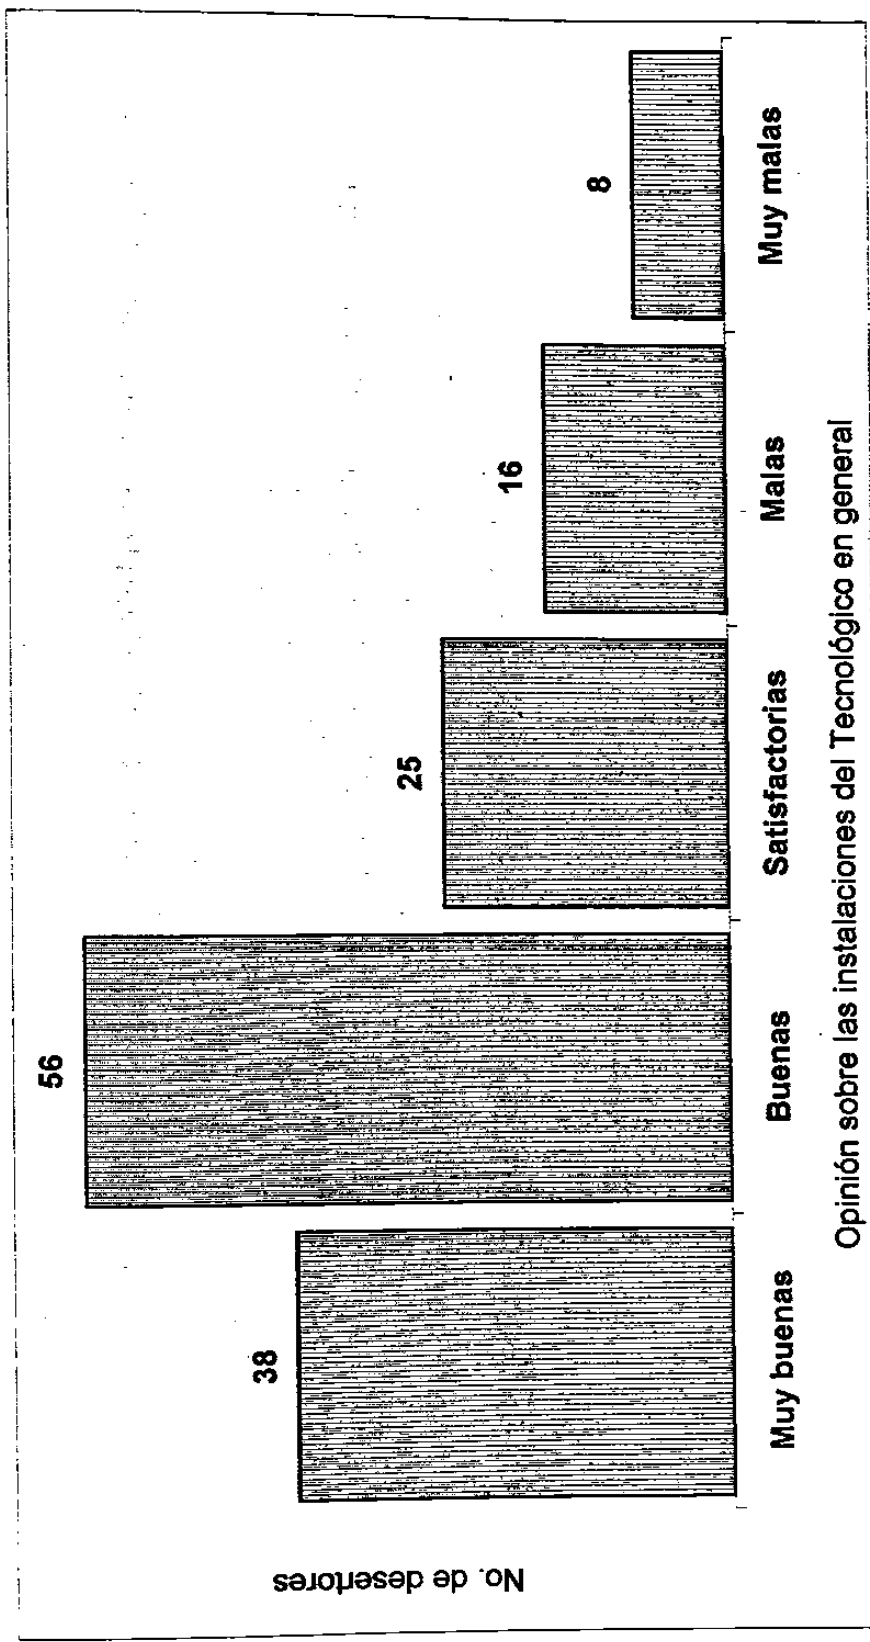 No. de desertores
38
56
25
16
8
Muy buenas
Buenas
Satisfactorias
Malas
Muy malas
Opinión sobre las instalaciones del Tecnológico en general